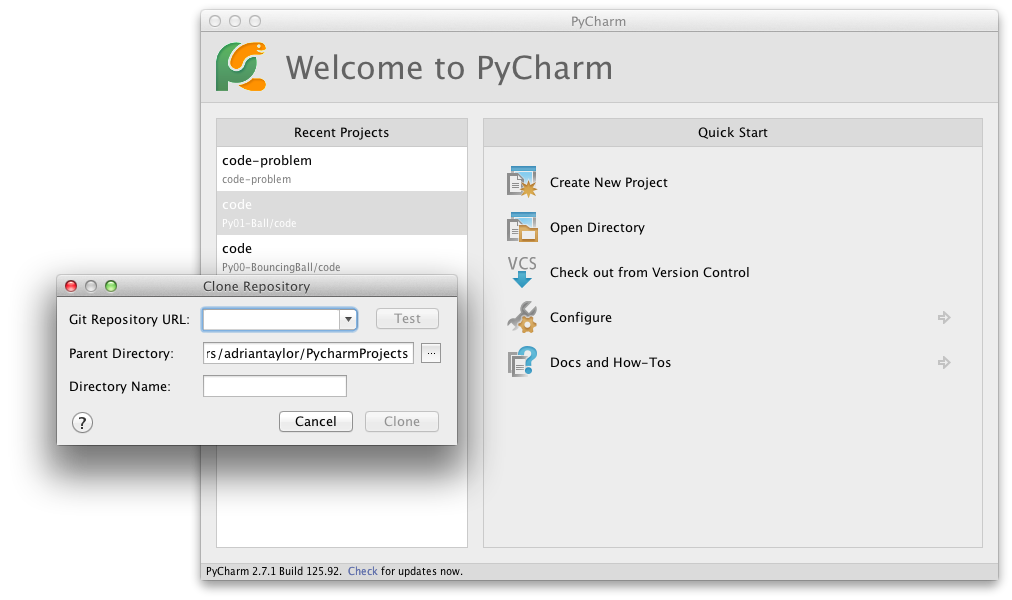 PyCharm
Welcome to PyCharm
Recent Projects
code-problem
code-problem
code
Py01-Ball/code
code
Py00-BouncingBall/code
Quick Start
Create New Project
Open Directory
VCS
Check out from Version Control
Configure
Docs and How-Tos
Clone Repository
Git Repository URL:
Test
Parent Directory:
rs/adriantaylor/PycharmProjects
...
Directory Name:
?
Cancel
Clone
PyCharm 2.7.1 Build 125.92. Check for updates now.